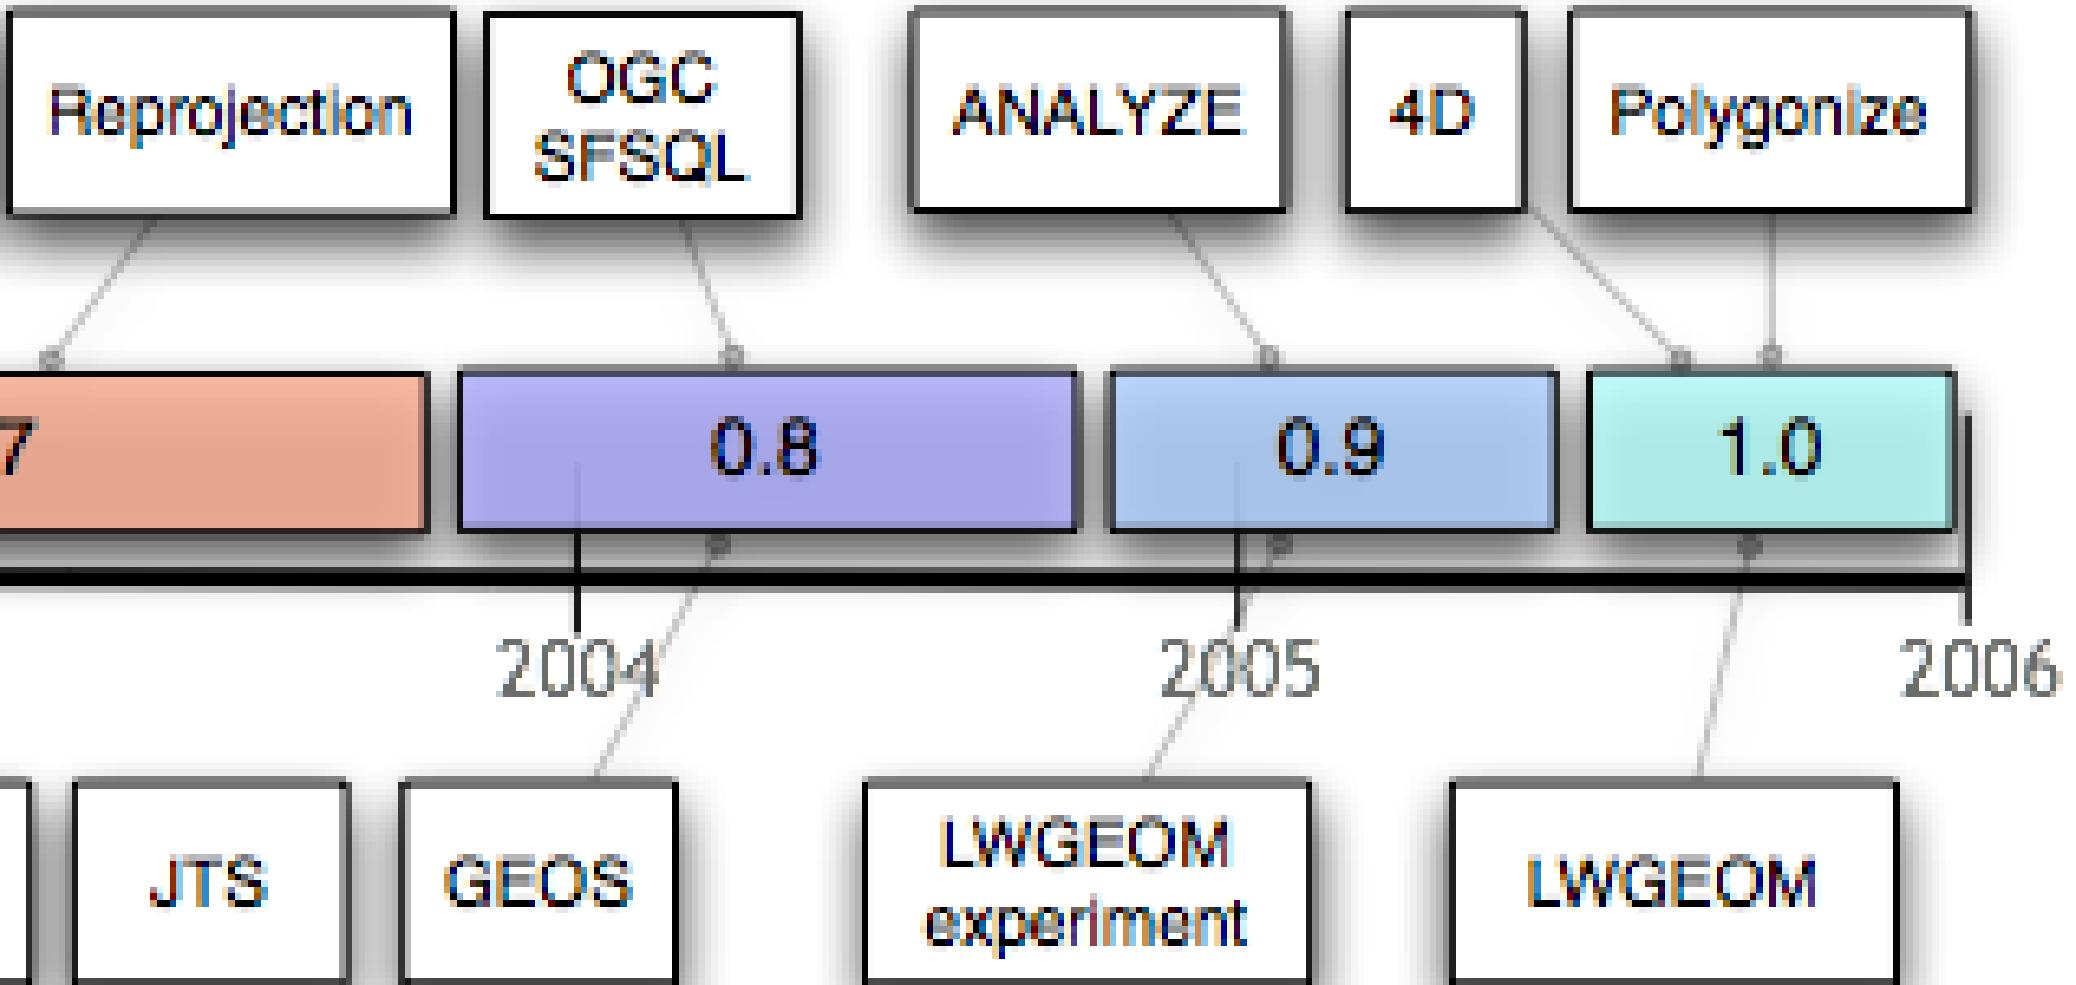 Reprojection
OGC
SFSQL
ANALYZE
4D
Polygonize
7
0.8
0.9
1.0
2004
2005
2006
JTS
GEOS
LWGEOM
experiment
LWGEOM